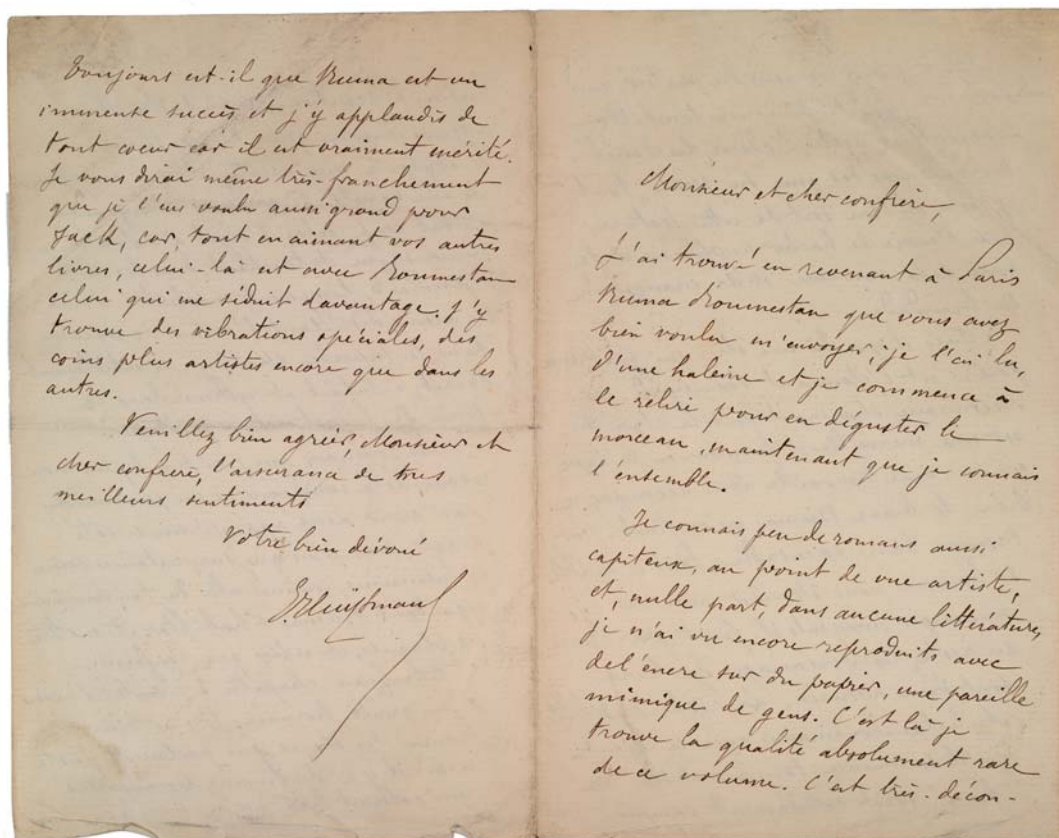 Monsieur et cher confrère,
J'ai trouvé en revenant à Paris
Numa Roumestan que vous avez
bien voulu m'envoyer; je l'ai lu,
d'une haleine et je commence à
le relire pour en déguster le
morceau, maintenant que je connais
l'ensemble.
Je connais peu de romans aussi
capiteux, au point de vue artiste,
et, nulle part, dans aucune littérature,
je n'ai vu encore reproduits avec
de l'encre sur du papier, une pareille
mimique de gens. C'est là je
trouve la qualité absolument rare
de ce volume. C'est très-décon-
Toujours est-il que Numa est un
immense succès et j'y applaudis de
tout coeur car il est vraiment mérité.
Je vous dirai même très-franchement
que je l'eus voulu aussi grand pour
Jack, car, tout en aimant vos autres
livres, celui-là est avec Roumestan
celui qui me séduit davantage. J'y
trouve des vibrations spéciales, des
coins plus artistes encore que dans les
autres.
Veuillez bien agréer, Monsieur et
cher confrère, l'assurance de mes
meilleurs sentiments
Votre bien dévoué
J.K. Huysmans